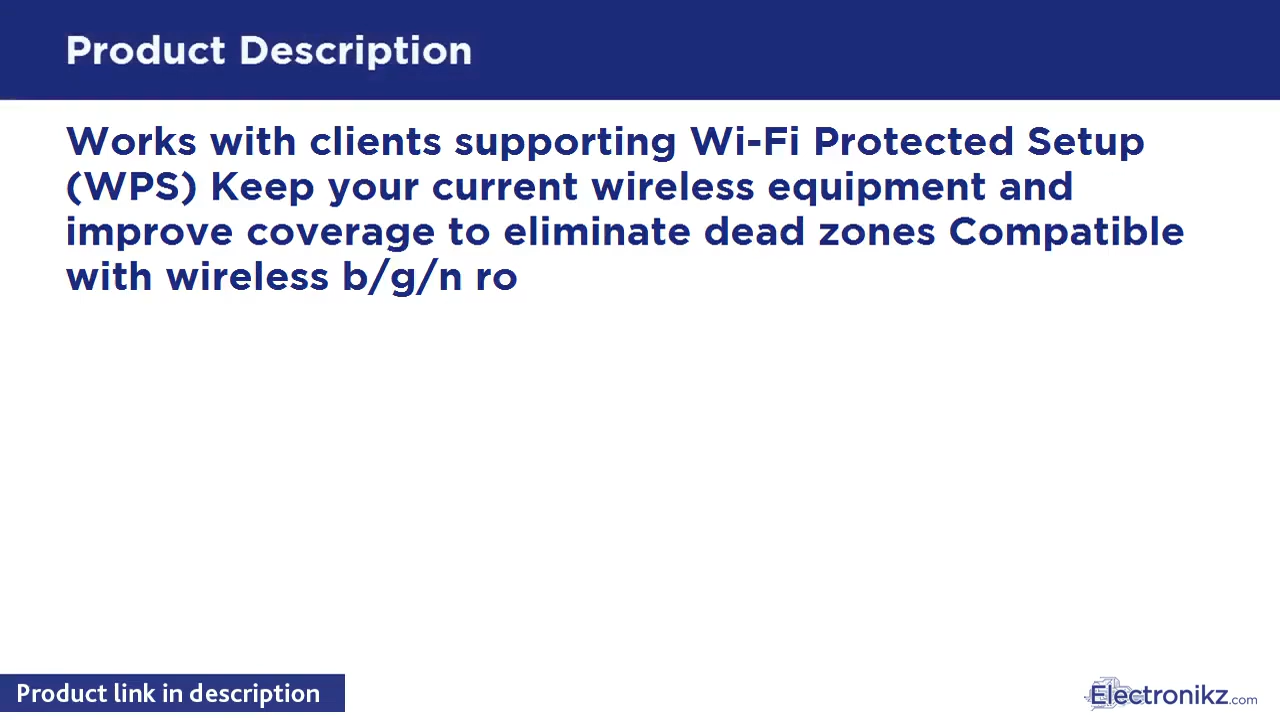 Product Description
Works with clients supporting Wi-Fi Protected Setup
(WPS) Keep your current wireless equipment and
improve coverage to eliminate dead zones Compatible
with wireless b/g/n ro
Product link in description
Electronikz.com